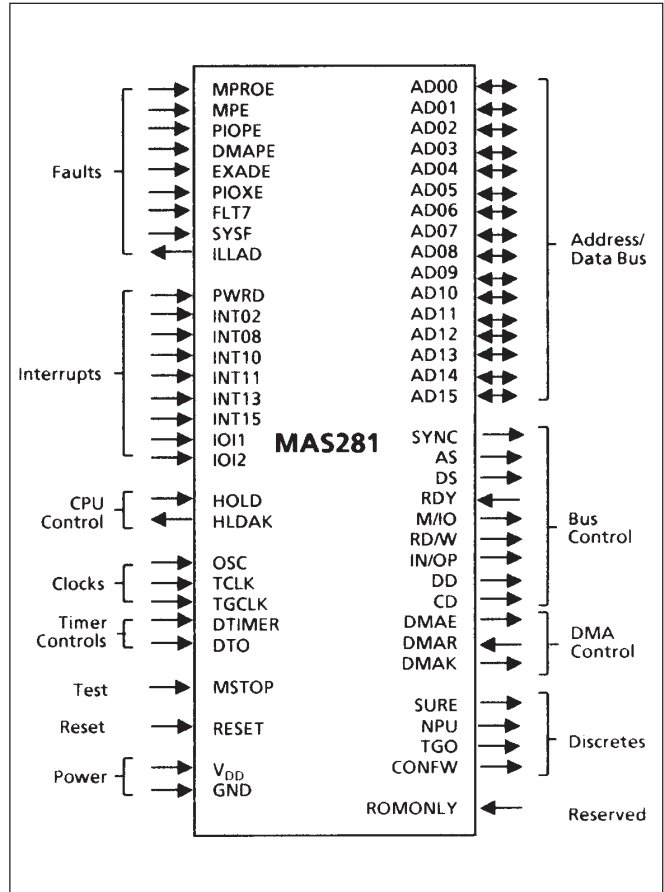 Faults
MPROE
MPE
PIOPE
DMAPE
EXADE
PIOXE
FLT7
SYSF
ILLAD
Interrupts
PWRD
INT02
INT08
INT10
INT11
INT13
INT15
IOI1
IOI2
CPU
Control
HOLD
HLDAK
Clocks
OSC
TCLK
TGCLK
Timer
Controls
DTIMER
DTO
Test
MSTOP
Reset
RESET
Power
VDD
GND
MAS281
AD00
AD01
AD02
AD03
AD04
AD05
AD06
AD07
AD08
AD09
AD10
AD11
AD12
AD13
AD14
AD15
Address/
Data Bus
SYNC
AS
DS
RDY
M/IO
RD/W
IN/OP
DD
CD
Bus
Control
DMAE
DMAR
DMAK
DMA
Control
SURE
NPU
TGO
CONFW
Discretes
ROMONLY
Reserved